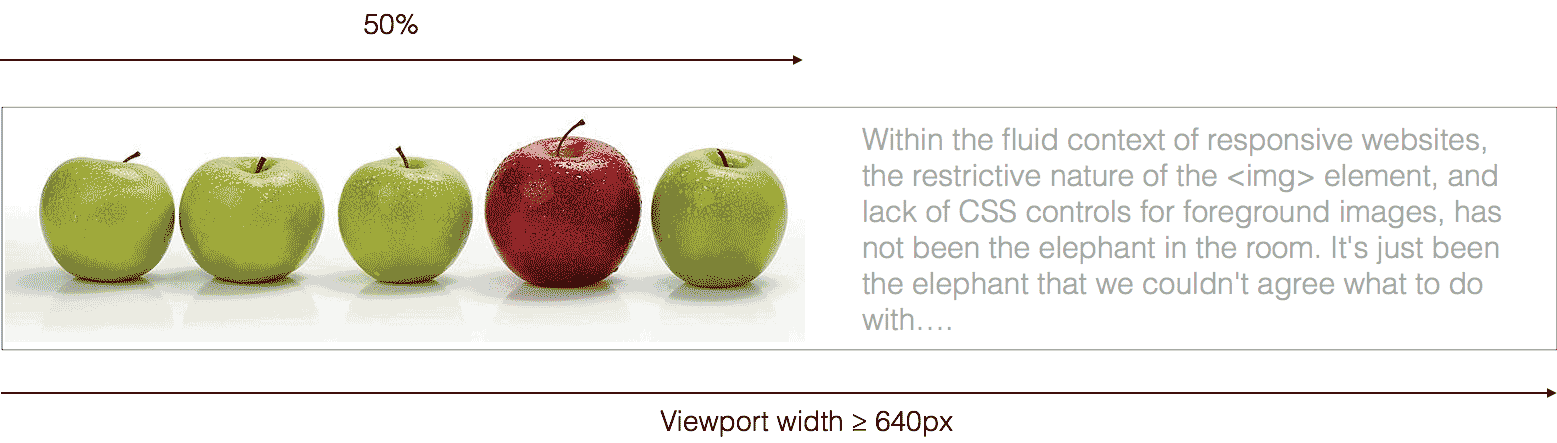 50%
Within the fluid context of responsive websites,
the restrictive nature of the <img> element, and
lack of CSS controls for foreground images, has
not been the elephant in the room. It's just been
the elephant that we couldn't agree what to do
with….
Viewport width ≥ 640px